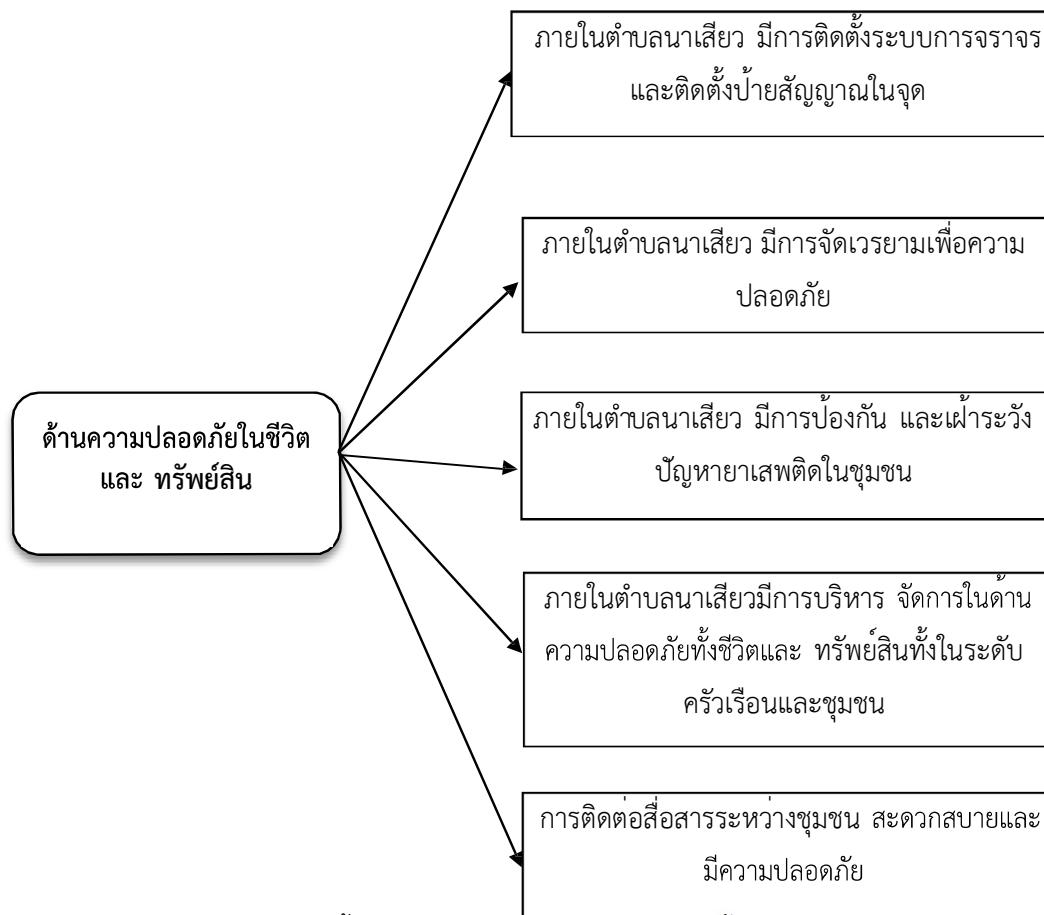 ภายในตำบลนาเสียว มีการติดตั้งระบบการจราจร
และติดตั้งป้ายสัญญาณในจุด
ภายในตำบลนาเสียว มีการจัดเวรยามเพื่อความ
ปลอดภัย
ด้านความปลอดภัยในชีวิต
และ ทรัพย์สิน
ภายในตำบลนาเสียว มีการป้องกัน และเฝ้าระวัง
ปัญหายาเสพติดในชุมชน
ภายในตำบลนาเสียวมีการบริหาร จัดการในด้าน
ความปลอดภัยทั้งชีวิตและ ทรัพย์สินทั้งในระดับ
ครัวเรือนและชุมชน
การติดต่อสื่อสารระหว่างชุมชน สะดวกสบายและ
มีความปลอดภัย